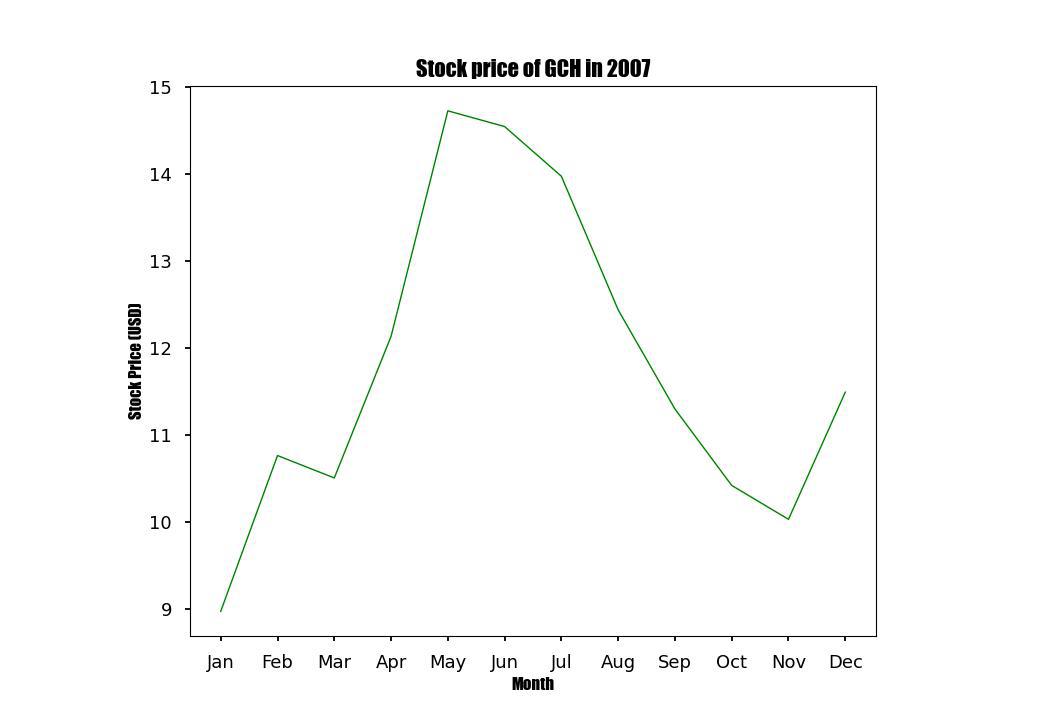 Stock price of GCH in 2007
15
14
13
12
11
10
9
Stock Price (USD)
Jan Feb Mar Apr May Jun Jul Aug Sep Oct Nov Dec
Month